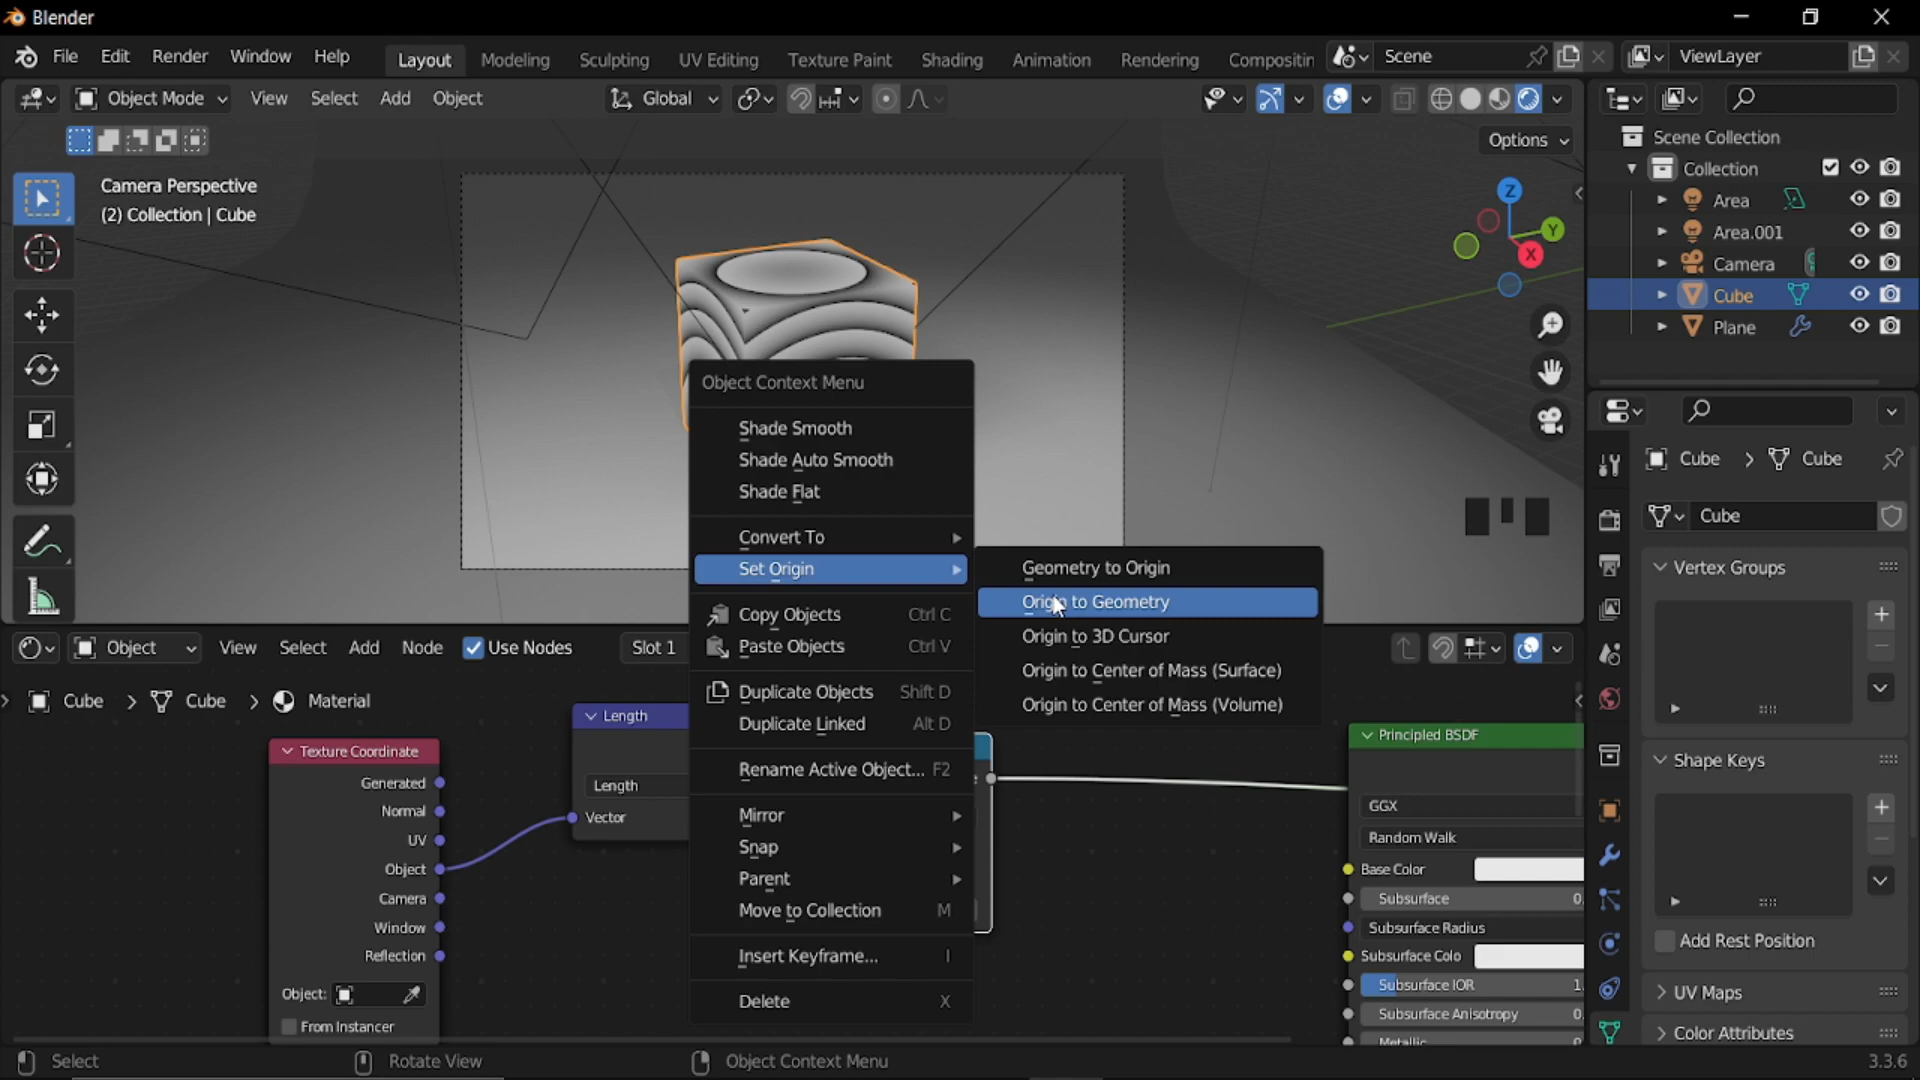 Blender
File Edit Render Window Help Layout Modeling Sculpting UV Editing Texture Paint Shading Animation Rendering Compositin Scene ViewLayer
Object Mode View Select Add Object Global
Options
Camera Perspective
(2) Collection | Cube
Z
Y
X
Scene Collection
Collection
Area
Area.001
Camera
Cube
Plane
Object Context Menu
Shade Smooth
Shade Auto Smooth
Shade Flat
Convert To
Set Origin
Copy Objects Ctrl C
Paste Objects Ctrl V
Duplicate Objects Shift D
Duplicate Linked Alt D
Rename Active Object... F2
Mirror
Snap
Parent
Move to Collection M
Insert Keyframe... I
Delete X
Geometry to Origin
Origin to Geometry
Origin to 3D Cursor
Origin to Center of Mass (Surface)
Origin to Center of Mass (Volume)
Cube > Cube
Cube
Vertex Groups
Shape Keys
Add Rest Position
UV Maps
Color Attributes
Object View Select Add Node Use Nodes Slot 1
Cube > Cube > Material
Texture Coordinate
Generated
Normal
UV
Object
Camera
Window
Reflection
Object:
From Instancer
Length
Length
Vector
Principled BSDF
GGX
Random Walk
Base Color
Subsurface 0.
Subsurface Radius
Subsurface Colo
Subsurface IOR 1.
Subsurface Anisotropy 0.
Metallic
Select Rotate View Object Context Menu 3.3.6